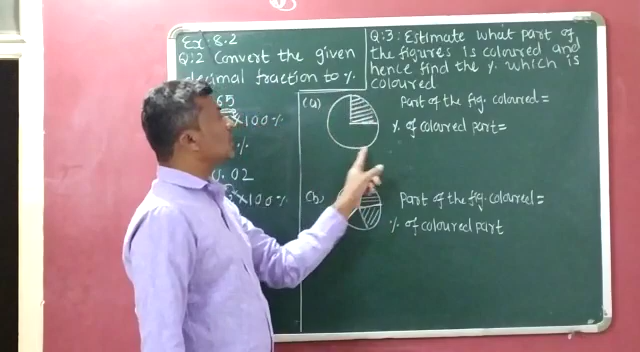 Ex: 8.2
Q:2 Convert the given
decimal fraction to %.
65
×100%
%
0.02
×100%
Q:3: Estimate what part of
the figures is coloured and
hence find the %. which is
coloured
(a)
Part of the fig. coloured =
% of coloured part =
(b)
Part of the fig. coloured =
% of coloured part